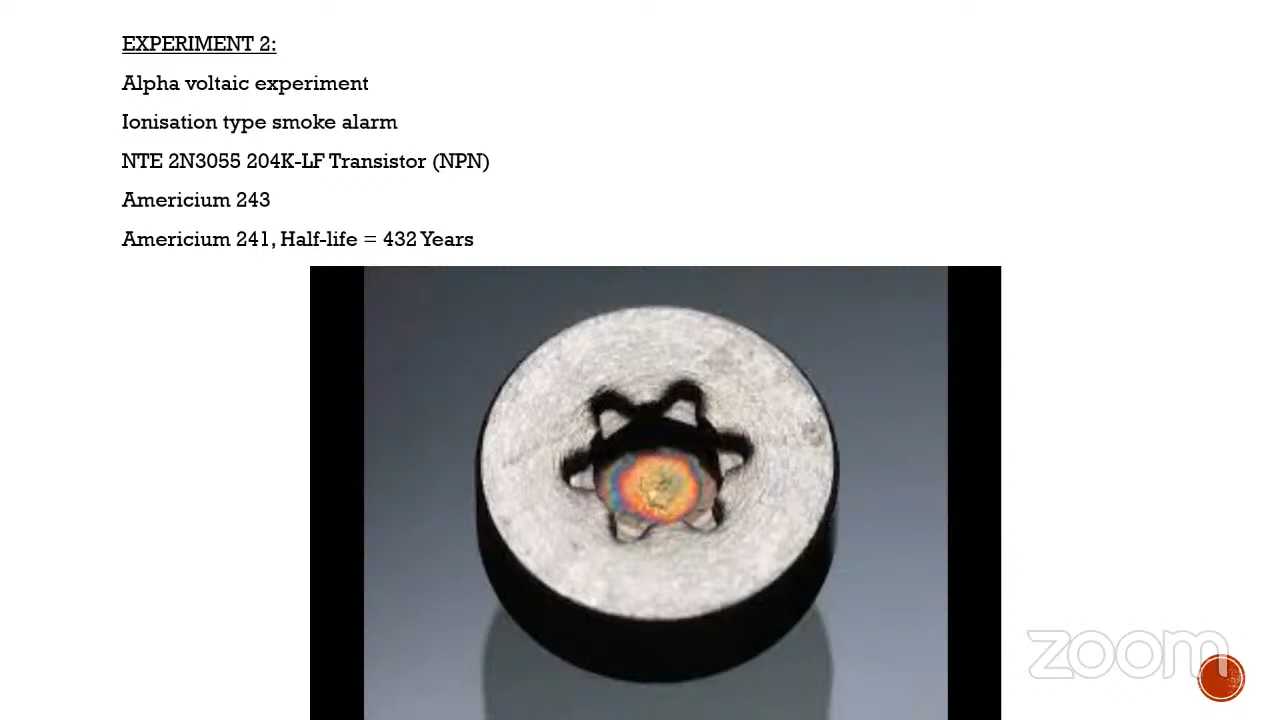 EXPERIMENT 2:
Alpha voltaic experiment
Ionisation type smoke alarm
NTE 2N3055 204K-LF Transistor (NPN)
Americium 243
Americium 241, Half-life = 432 Years
zoom